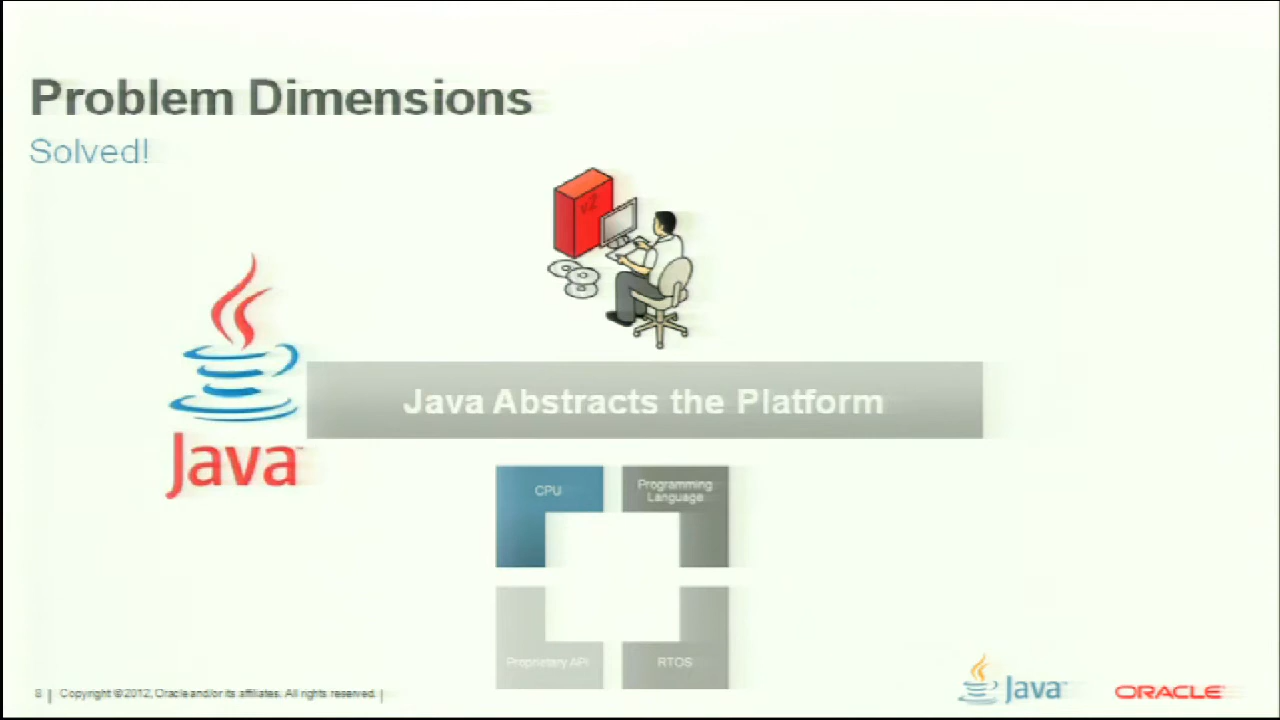 Problem Dimensions
Solved!
v2
Java
Java Abstracts the Platform
CPU
Programming
Language
Proprietary API
RTOS
8 | Copyright © 2012, Oracle and/or its affiliates. All rights reserved. |
Java
ORACLE